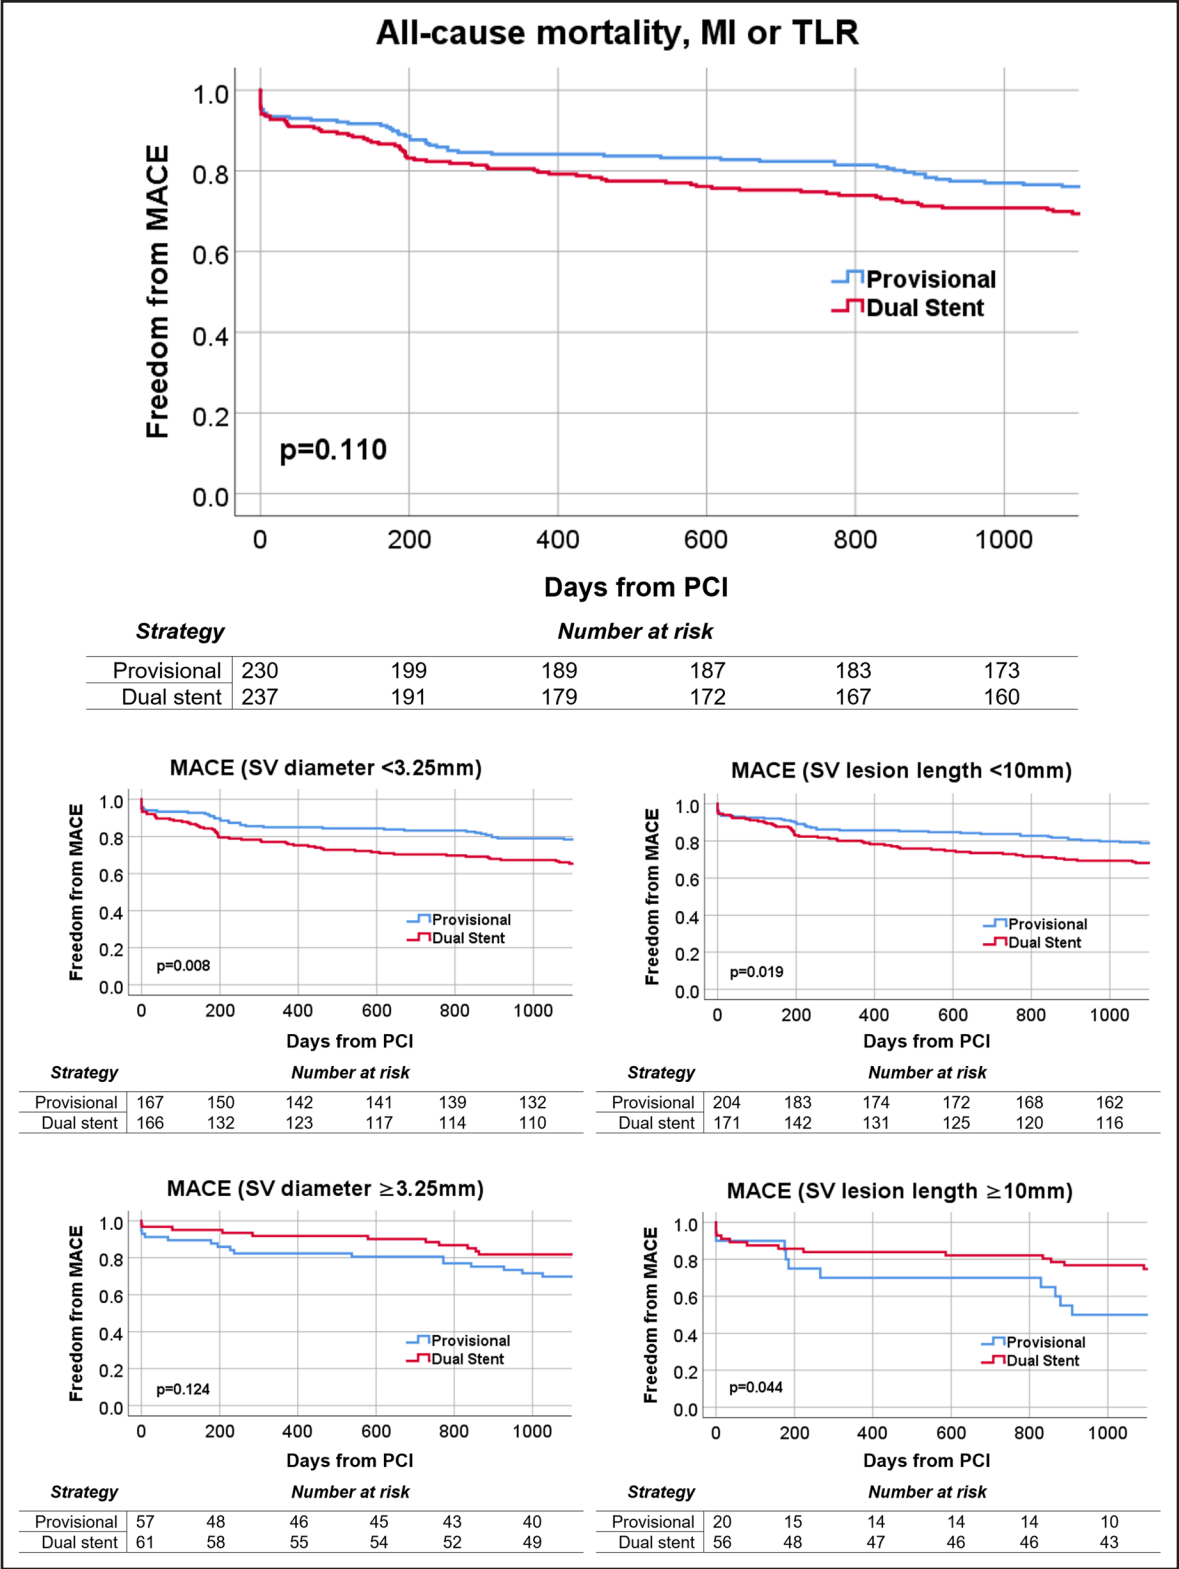 All-cause mortality, MI or TLR
Freedom from MACE
1.0
0.8
0.6
0.4
0.2
0.0
Provisional
Dual Stent
p=0.110
0 200 400 600 800 1000
Days from PCI
Strategy Number at risk
Provisional 230 199 189 187 183 173
Dual stent 237 191 179 172 167 160
MACE (SV diameter <3.25mm)
Freedom from MACE
1.0
0.8
0.6
0.4
0.2
0.0
Provisional
Dual Stent
p=0.008
0 200 400 600 800 1000
Days from PCI
Strategy Number at risk
Provisional 167 150 142 141 139 132
Dual stent 166 132 123 117 114 110
MACE (SV lesion length <10mm)
Freedom from MACE
1.0
0.8
0.6
0.4
0.2
0.0
Provisional
Dual Stent
p=0.019
0 200 400 600 800 1000
Days from PCI
Strategy Number at risk
Provisional 204 183 174 172 168 162
Dual stent 171 142 131 125 120 116
MACE (SV diameter ≥3.25mm)
Freedom from MACE
1.0
0.8
0.6
0.4
0.2
0.0
Provisional
Dual Stent
p=0.124
0 200 400 600 800 1000
Days from PCI
Strategy Number at risk
Provisional 57 48 46 45 43 40
Dual stent 61 58 55 54 52 49
MACE (SV lesion length ≥10mm)
Freedom from MACE
1.0
0.8
0.6
0.4
0.2
0.0
Provisional
Dual Stent
p=0.044
0 200 400 600 800 1000
Days from PCI
Strategy Number at risk
Provisional 20 15 14 14 14 10
Dual stent 56 48 47 46 46 43